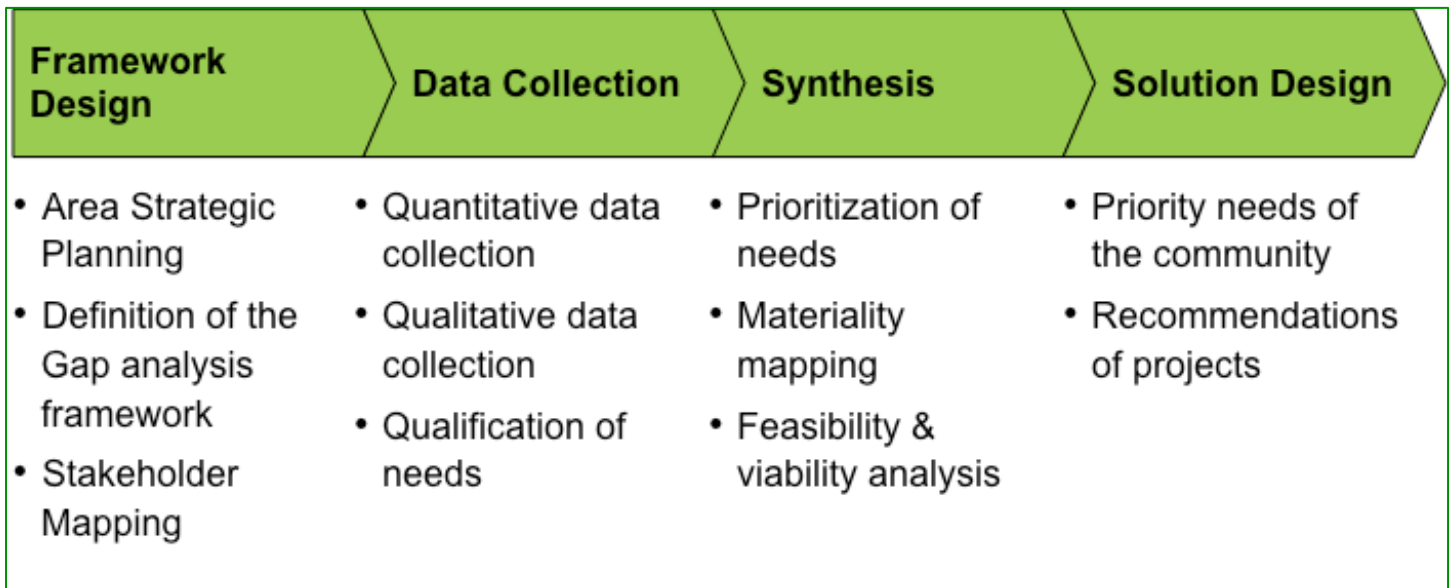 Framework
Design
Data Collection
Synthesis
Solution Design
• Area Strategic
Planning
• Definition of the
Gap analysis
framework
• Stakeholder
Mapping
• Quantitative data
collection
• Qualitative data
collection
• Qualification of
needs
• Prioritization of
needs
• Materiality
mapping
• Feasibility &
viability analysis
• Priority needs of
the community
• Recommendations
of projects